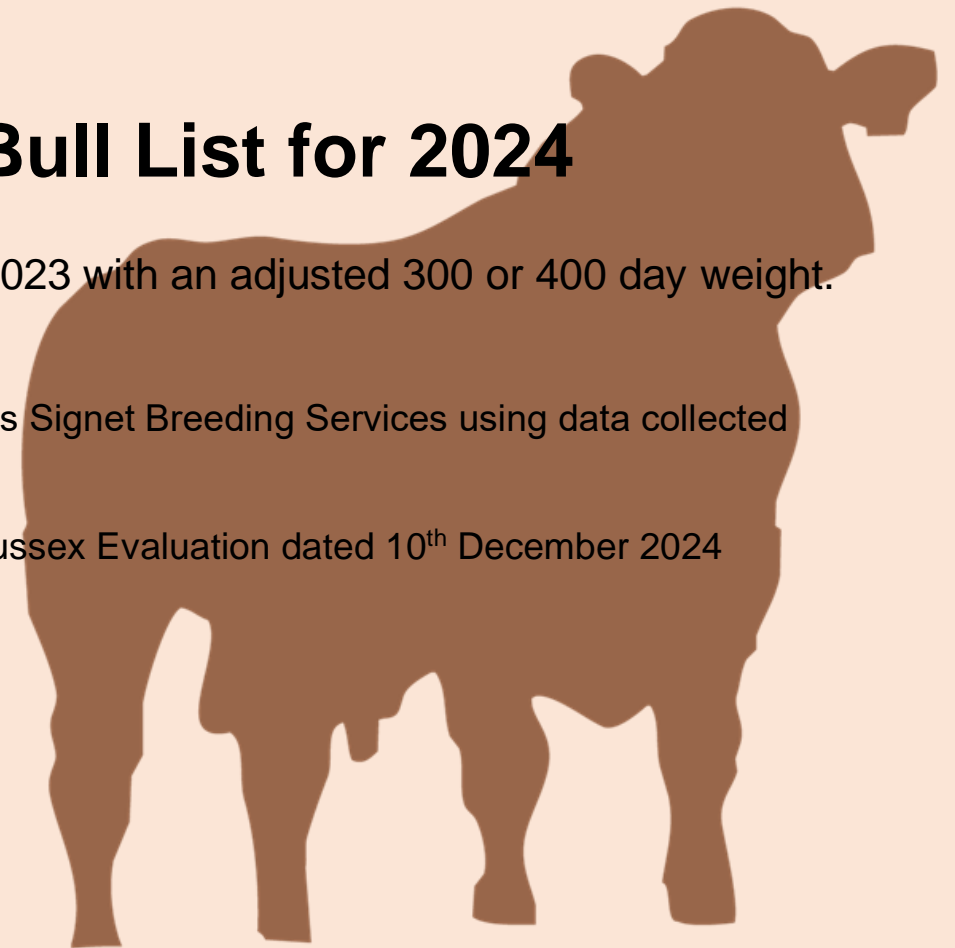 Bull List for 2024
023 with an adjusted 300 or 400 day weight.
s Signet Breeding Services using data collected
ussex Evaluation dated 10th December 2024